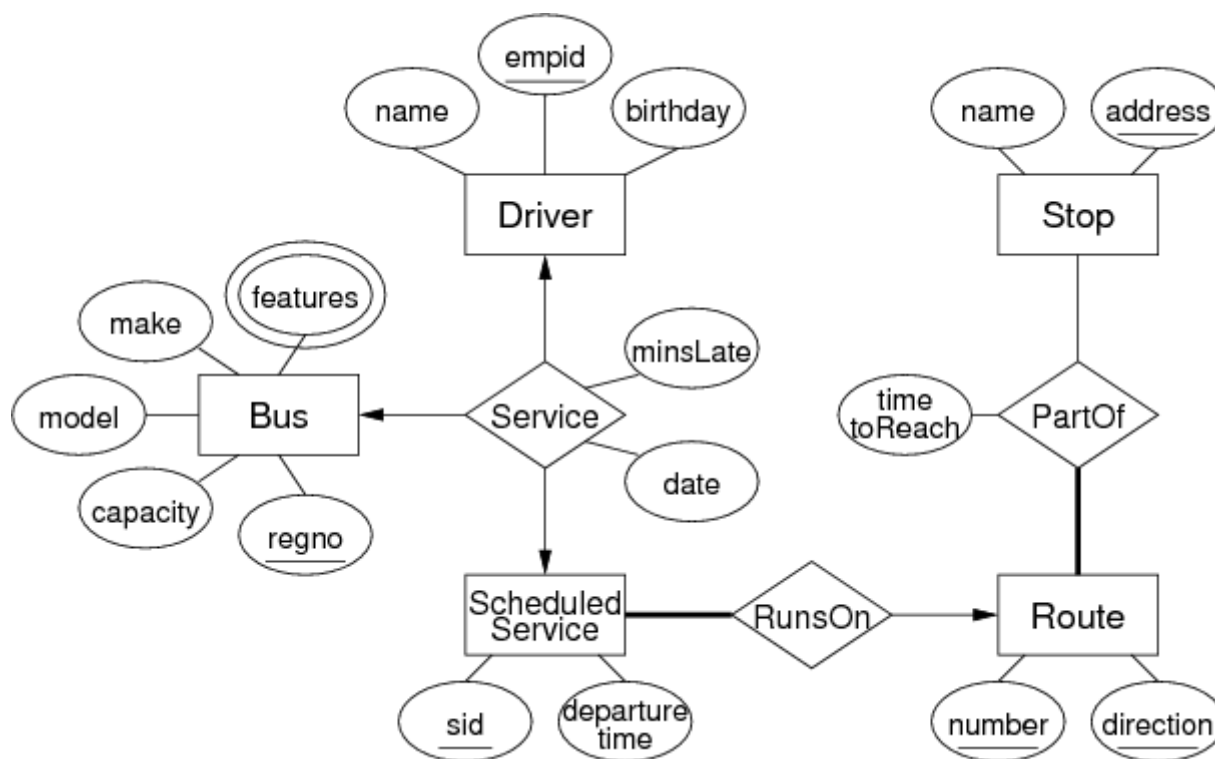 empid
name
birthday
Driver
name
address
Stop
features
make
model
Bus
capacity
regno
minsLate
Service
date
time
toReach
PartOf
Scheduled
Service
RunsOn
Route
sid
departure
time
number
direction